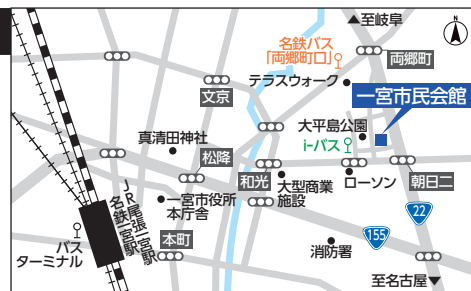 ▲至岐阜
N
名鉄バス
「両郷町口」
両郷町
テラスウォーク
文京
一宮市民会館
大平島公園
i-バス
真清田神社
松降
和光
大型商業
施設
ローソン
朝日二
一宮市役所
本庁舎
JR尾張一宮駅
名鉄一宮駅
バス
ターミナル
本町
22
155
消防署
至名古屋▼